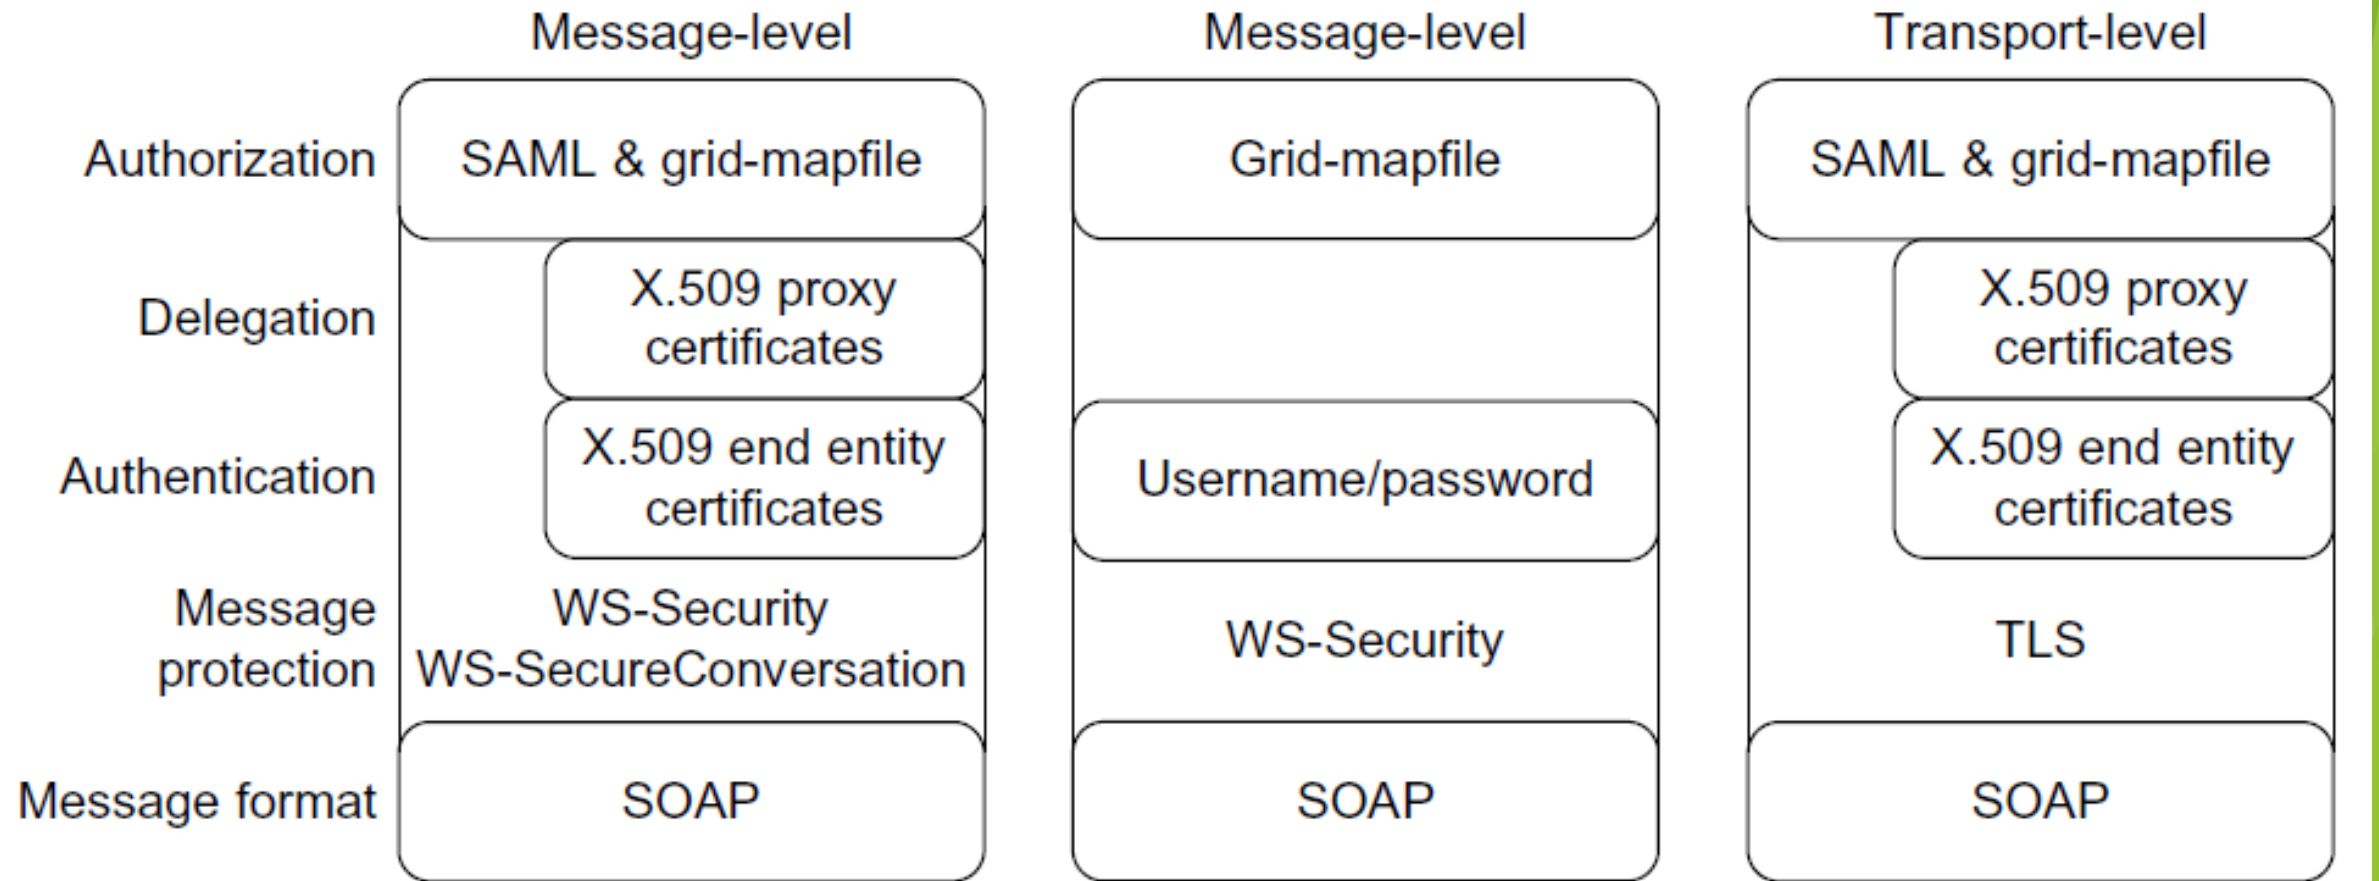 Message-level Message-level Transport-level
Authorization SAML & grid-mapfile Grid-mapfile SAML & grid-mapfile
Delegation X.509 proxy certificates X.509 proxy certificates
Authentication X.509 end entity certificates Username/password X.509 end entity certificates
Message protection WS-Security WS-SecureConversation WS-Security TLS
Message format SOAP SOAP SOAP